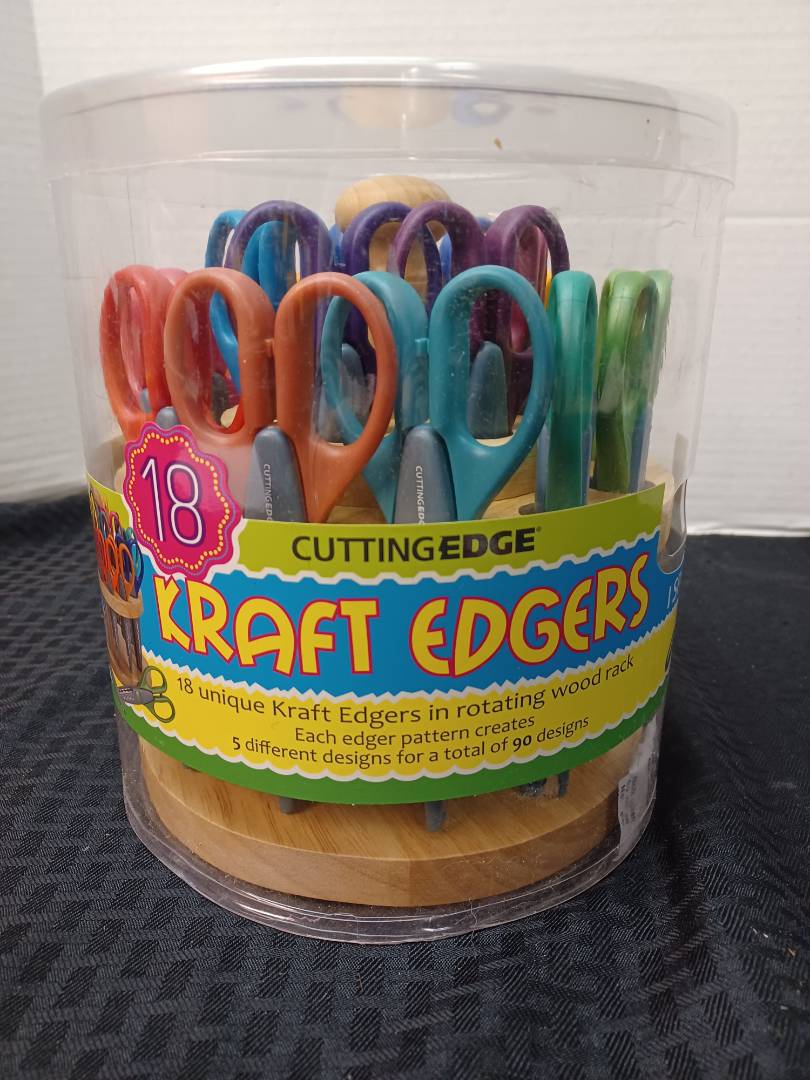 CUTTINGEDGE
18
CUTTINGEDGE®
KRAFT EDGERS
18 unique Kraft Edgers in rotating wood rack
Each edger pattern creates
5 different designs for a total of 90 designs